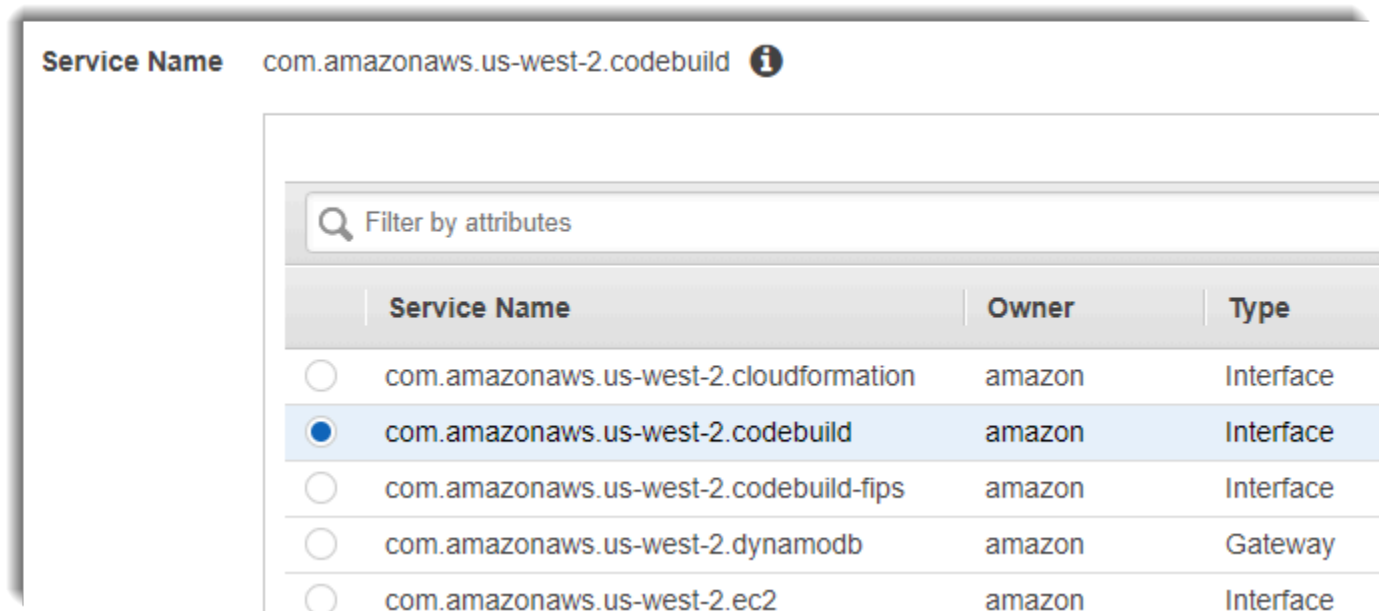 Service Name com.amazonaws.us-west-2.codebuild
Filter by attributes
Service Name Owner Type
com.amazonaws.us-west-2.cloudformation amazon Interface
com.amazonaws.us-west-2.codebuild amazon Interface
com.amazonaws.us-west-2.codebuild-fips amazon Interface
com.amazonaws.us-west-2.dynamodb amazon Gateway
com.amazonaws.us-west-2.ec2 amazon Interface